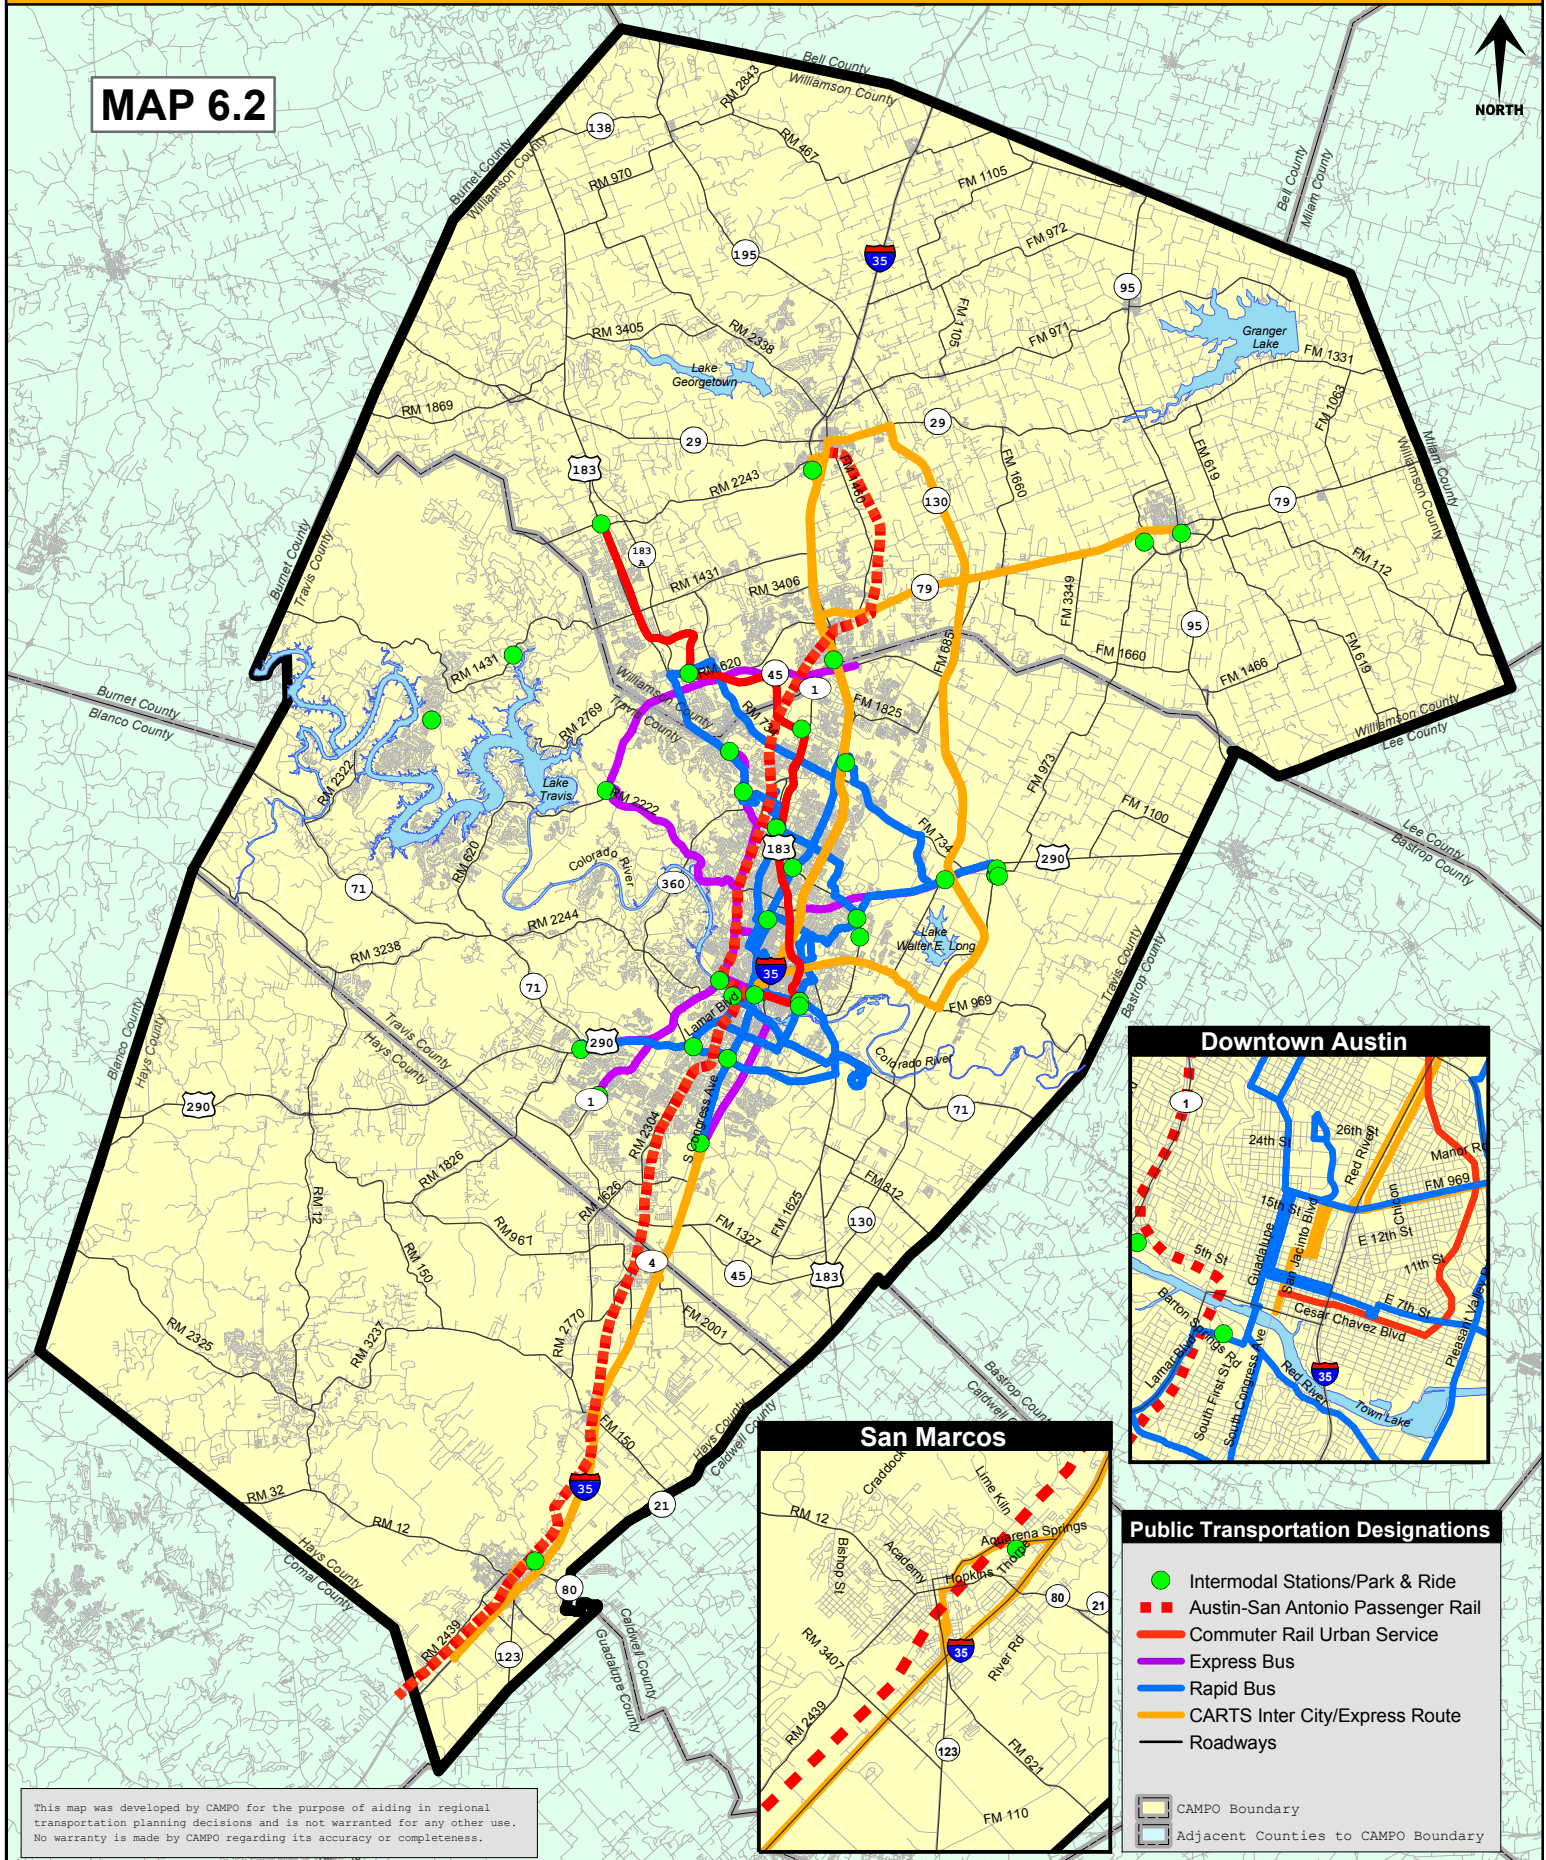 MAP 6.2
NORTH
Bell County
Williamson County
RM 2843
138
RM 467
Burnet County
Williamson County
RM 970
FM 1105
Bell County
Milam County
195
35
FM 972
95
RM 3405
RM 2338
FM 1105
FM 971
Granger
Lake
FM 1331
Lake
Georgetown
FM 1063
RM 1869
29
29
183
RM 2243
FM 1460
130
FM 1660
FM 619
79
Milam County
Williamson County
183
A
RM 1431
RM 3406
79
FM 3349
FM 112
95
Burnet County
Travis County
RM 1431
RM 620
45
1
FM 685
FM 1660
FM 1466
FM 619
Burnet County
Blanco County
Williamson County
Travis County
RM 734
FM 1825
Williamson County
Lee County
RM 2769
RM 2322
Lake
Travis
RM 2222
FM 973
FM 1100
FM 734
183
290
Lee County
Bastrop County
RM 620
Colorado River
71
360
RM 2244
RM 3238
Lake
Walter E. Long
35
71
Travis County
Bastrop County
FM 969
Lamar Blvd
Blanco County
Hays County
Travis County
Hays County
290
Colorado River
290
1
71
RM 2304
S Congress Ave
RM 1826
RM 12
RM 1626
FM 812
RM 967
FM 1625
130
FM 1327
RM 150
4
45
183
RM 2325
RM 3237
RM 2770
FM 2001
Bastrop County
Caldwell C
FM 150
Hays County
Caldwell County
35
21
RM 32
RM 12
Hays County
Comal County
80
RM 2439
123
Caldwell County
Guadalupe County
Downtown Austin
1
24th St
26th St
Red River
Manor Rd
FM 969
15th St
Chicon
Guadalupe
San Jacinto Blvd
E 12th St
5th St
11th St
E 7th St
Barton Springs Rd
Cesar Chavez Blvd
Lamar Blvd
South First St
South Congress Ave
Red River
35
Town Lake
Pleasant Valley R
San Marcos
Craddock
Lime Kiln
RM 12
Aquarena Springs
Bishop St
Academy
Thorpe
Hopkins
80
21
RM 3407
35
River Rd
RM 2439
123
FM 621
FM 110
Public Transportation Designations
Intermodal Stations/Park & Ride
Austin-San Antonio Passenger Rail
Commuter Rail Urban Service
Express Bus
Rapid Bus
CARTS Inter City/Express Route
Roadways
CAMPO Boundary
Adjacent Counties to CAMPO Boundary
This map was developed by CAMPO for the purpose of aiding in regional
transportation planning decisions and is not warranted for any other use.
No warranty is made by CAMPO regarding its accuracy or completeness.